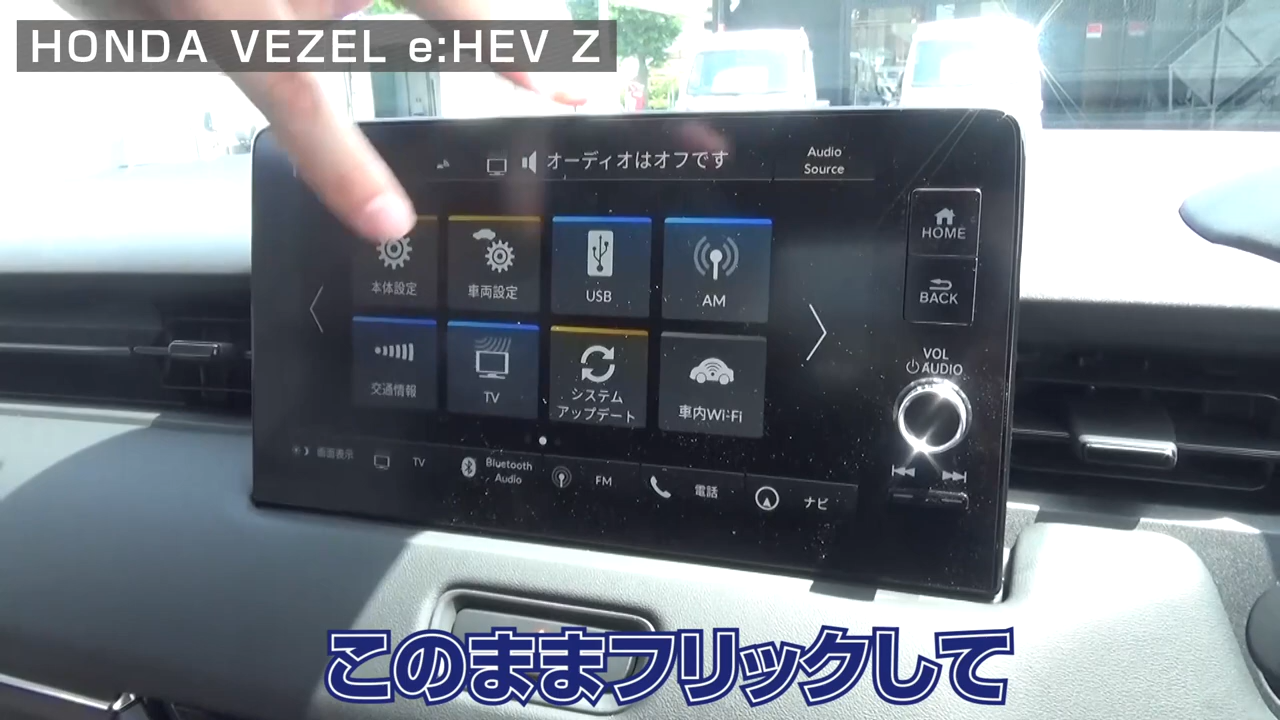 HONDA VEZEL e:HEV Z
オーディオはオフです
Audio
Source
HOME
本体設定
車両設定
USB
AM
BACK
交通情報
TV
システム
アップデート
車内Wi-Fi
VOL
AUDIO
画面表示
TV
Bluetooth
Audio
FM
電話
ナビ
このままフリックして